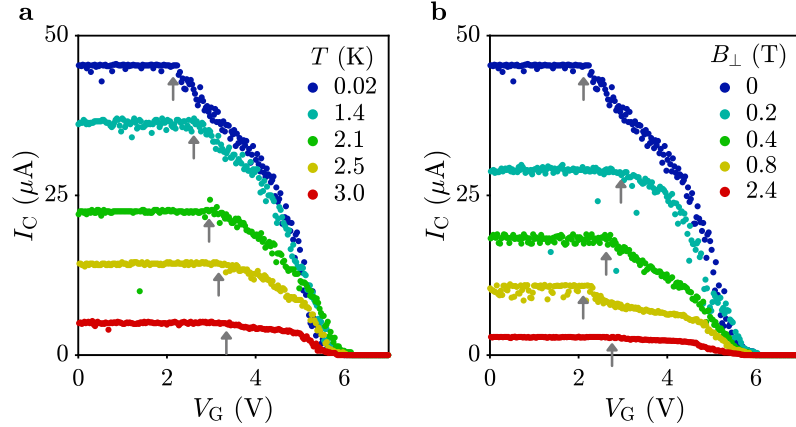 a
50
25
0
I_C (μA)
T (K)
0.02
1.4
2.1
2.5
3.0
0 2 4 6
V_G (V)
b
50
25
0
I_C (μA)
B_⊥ (T)
0
0.2
0.4
0.8
2.4
0 2 4 6
V_G (V)